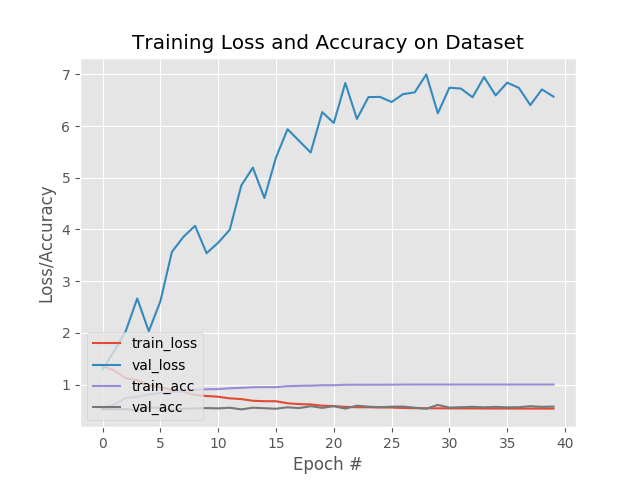 Training Loss and Accuracy on Dataset
Loss/Accuracy
7
6
5
4
3
2
1
train_loss
val_loss
train_acc
val_acc
0 5 10 15 20 25 30 35 40
Epoch #